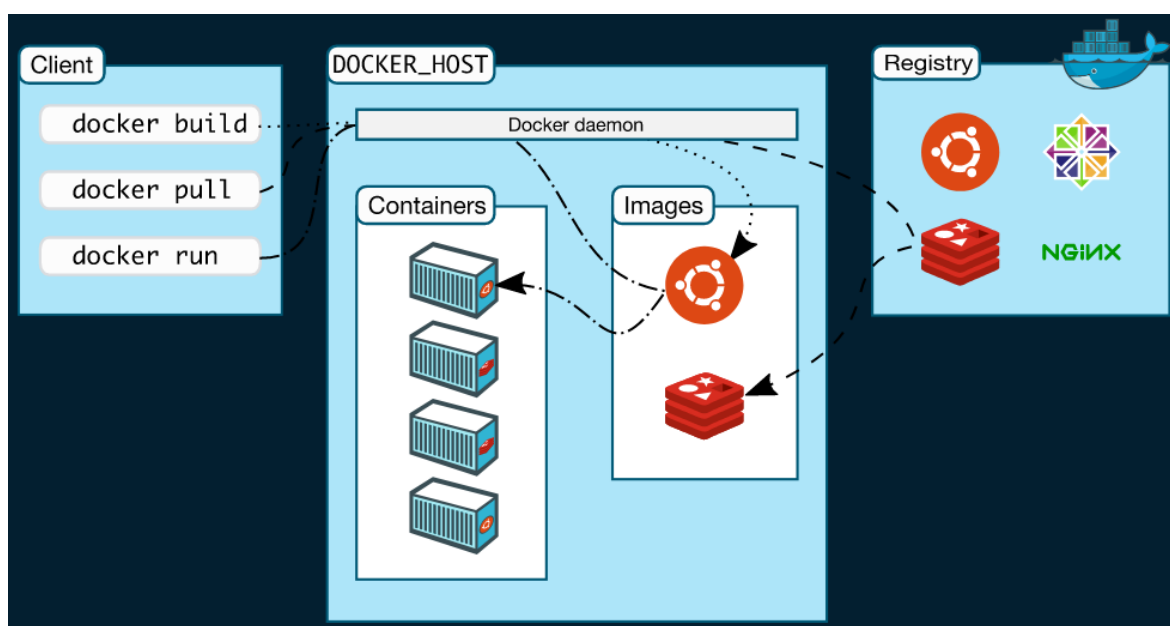 Client
docker build
docker pull
docker run
DOCKER_HOST
Docker daemon
Containers
Images
Registry
NGINX